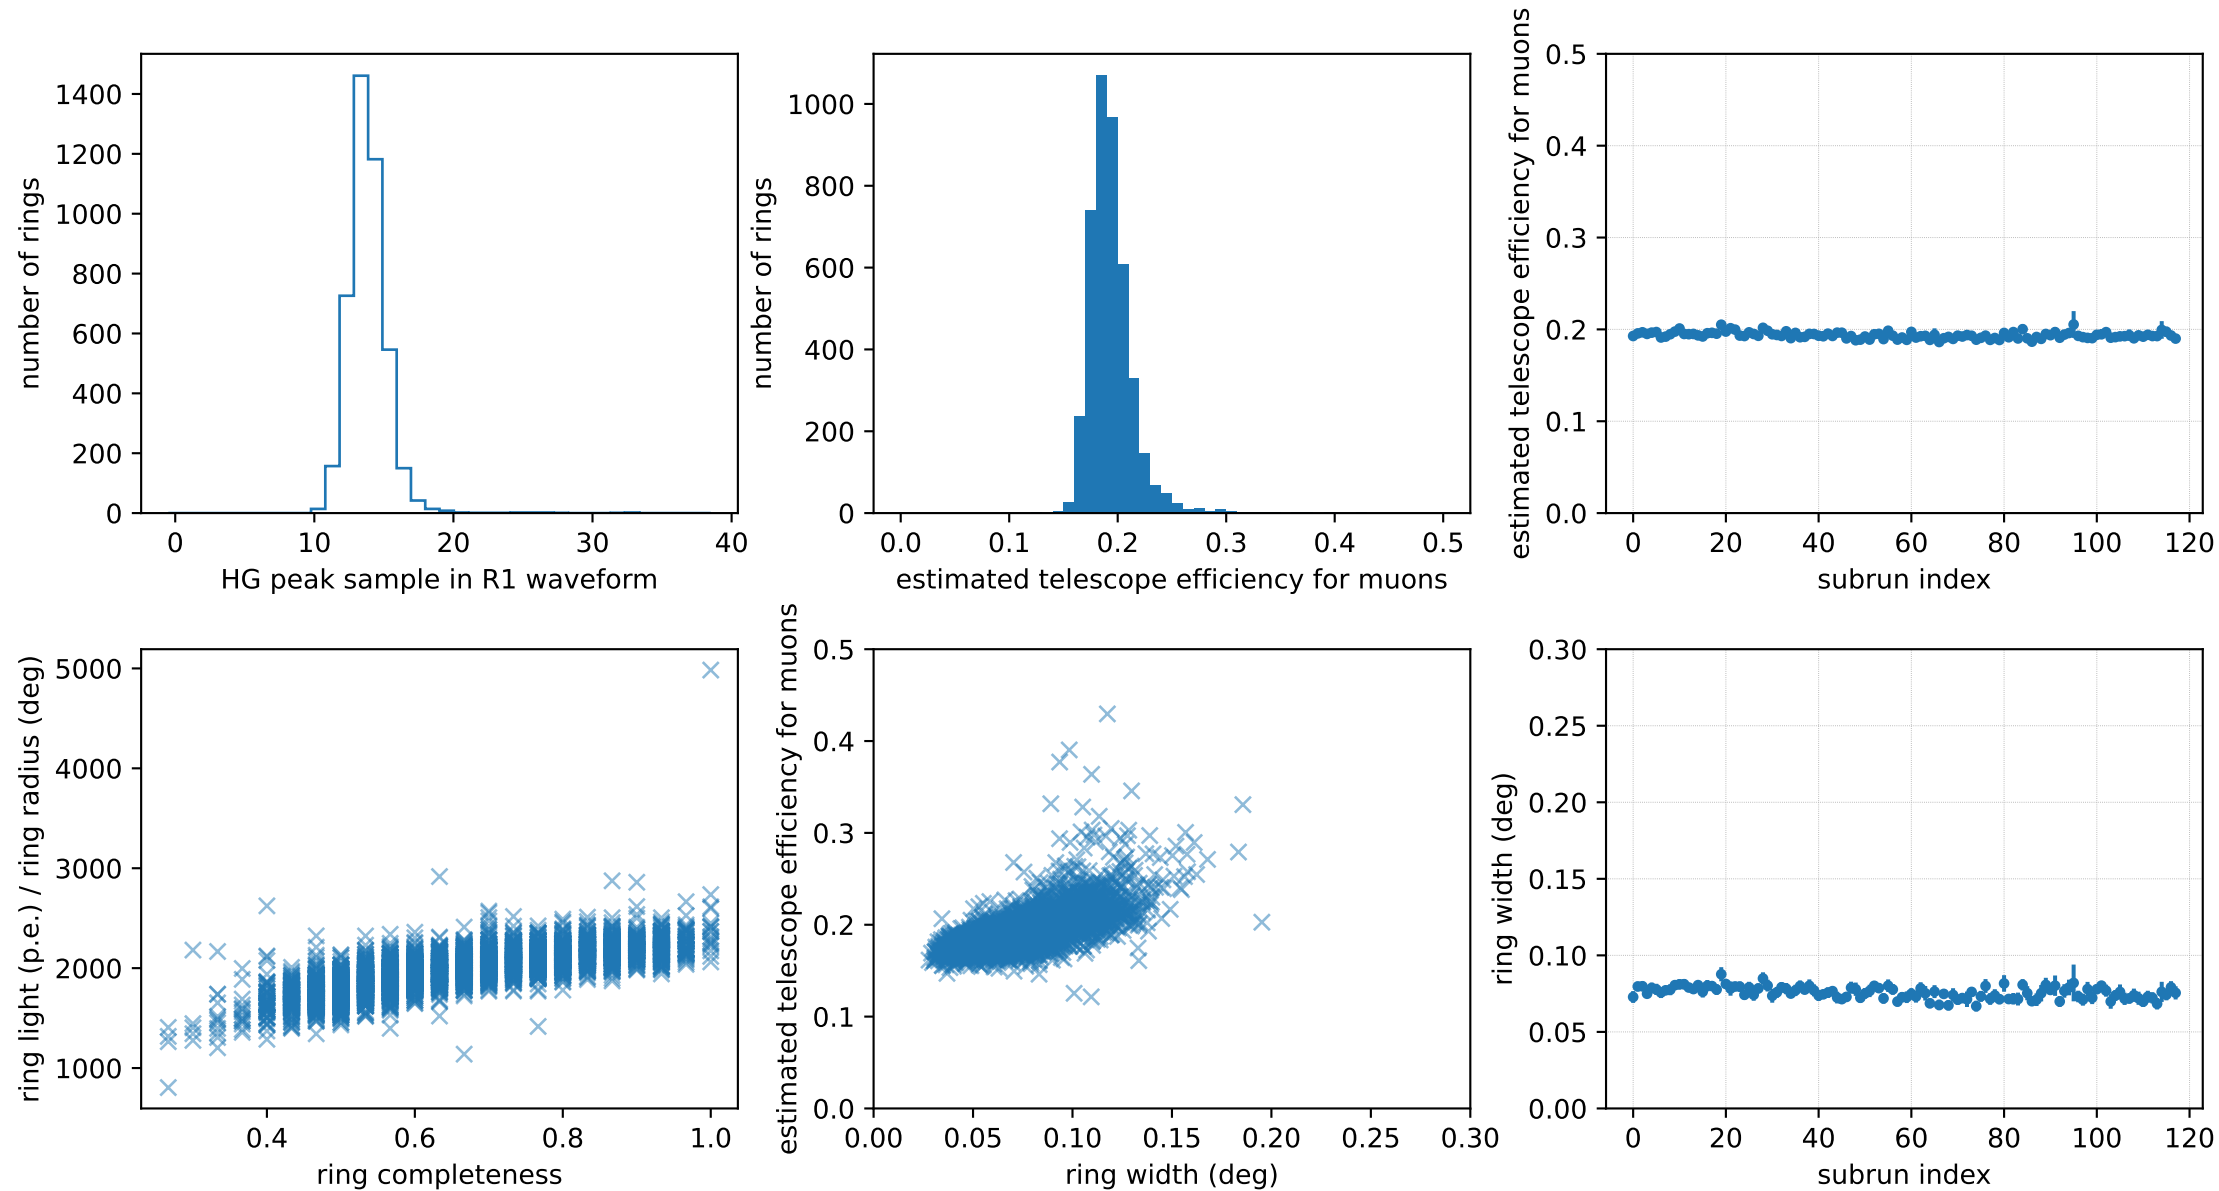 1400
1200
1000
800
600
400
200
0
number of rings
0 10 20 30 40
HG peak sample in R1 waveform
1000
800
600
400
200
0
number of rings
0.0 0.1 0.2 0.3 0.4 0.5
estimated telescope efficiency for muons
0.5
0.4
0.3
0.2
0.1
0.0
estimated telescope efficiency for muons
0 20 40 60 80 100 120
subrun index
5000
4000
3000
2000
1000
ring light (p.e.) / ring radius (deg)
0.4 0.6 0.8 1.0
ring completeness
0.5
0.4
0.3
0.2
0.1
0.0
estimated telescope efficiency for muons
0.00 0.05 0.10 0.15 0.20 0.25 0.30
ring width (deg)
0.30
0.25
0.20
0.15
0.10
0.05
0.00
ring width (deg)
0 20 40 60 80 100 120
subrun index